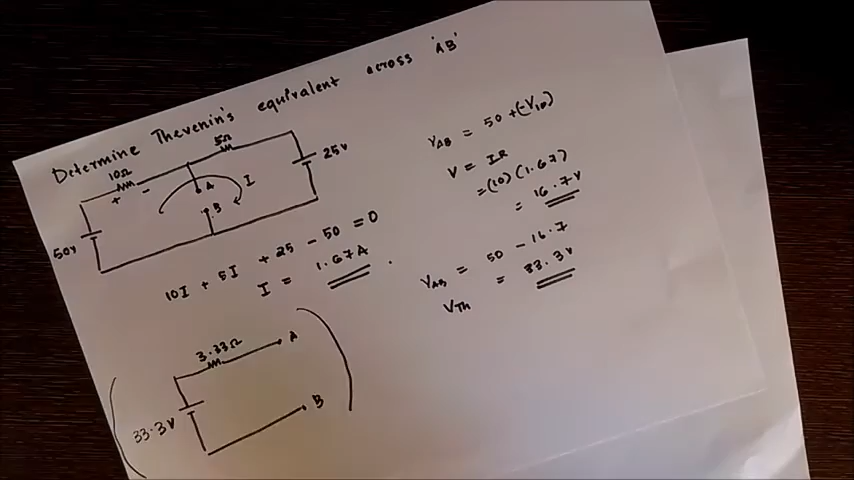 Determine Thevenin's equivalent across 'AB'
10Ω
5Ω
+ -
A
I
25v
B
50v
10I + 5I + 25 - 50 = 0
I = 1.67A
3.33Ω
A
33.3v
B
VAB = 50 + (-V10)
V = IR
= (10) (1.67)
= 16.7v
VAB = 50 - 16.7
VTh = 33.3v